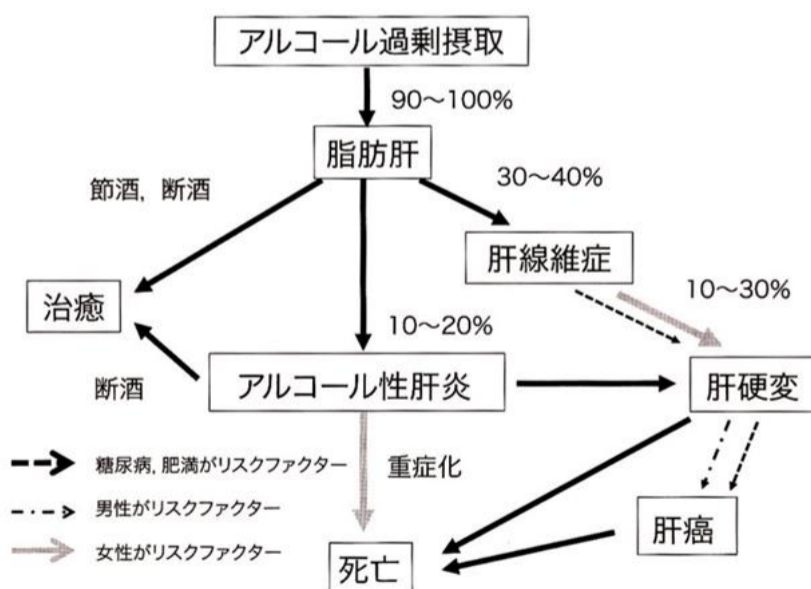 アルコール過剰摂取
90〜100%
脂肪肝
節酒, 断酒
30〜40%
肝線維症
治癒
10〜30%
10〜20%
断酒
アルコール性肝炎
肝硬変
糖尿病, 肥満がリスクファクター
重症化
男性がリスクファクター
肝癌
女性がリスクファクター
死亡